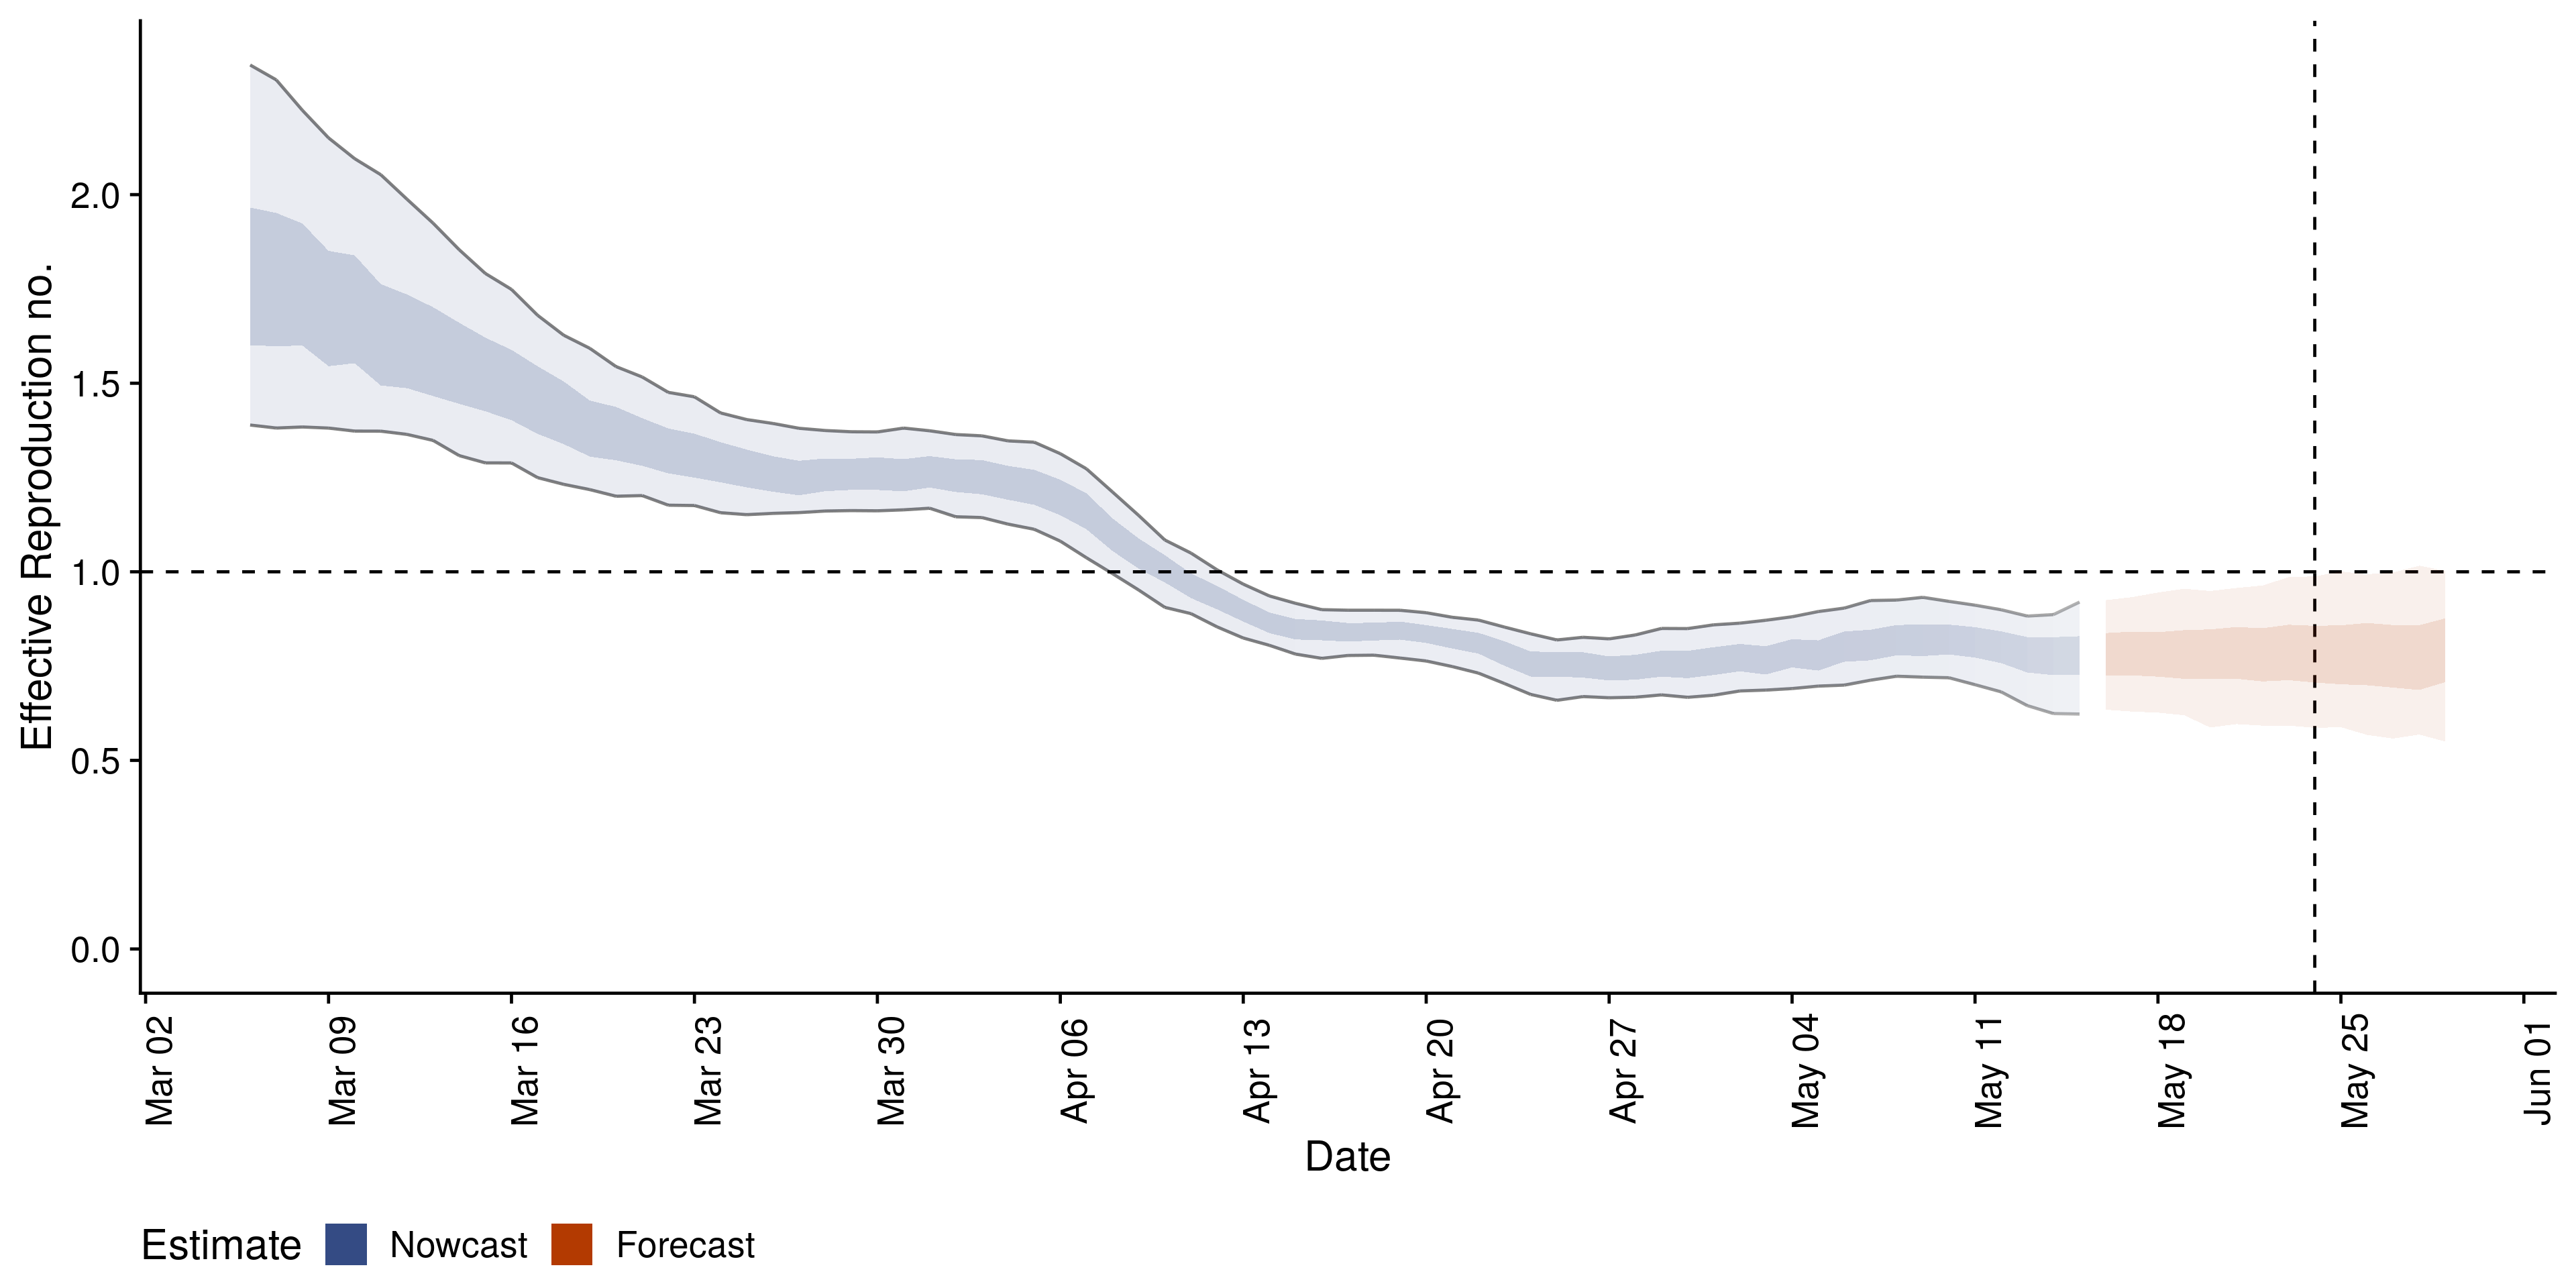 Effective Reproduction no.
2.0
1.5
1.0
0.5
0.0
Mar 02
Mar 09
Mar 16
Mar 23
Mar 30
Apr 06
Apr 13
Apr 20
Apr 27
May 04
May 11
May 18
May 25
Jun 01
Date
Estimate Nowcast Forecast